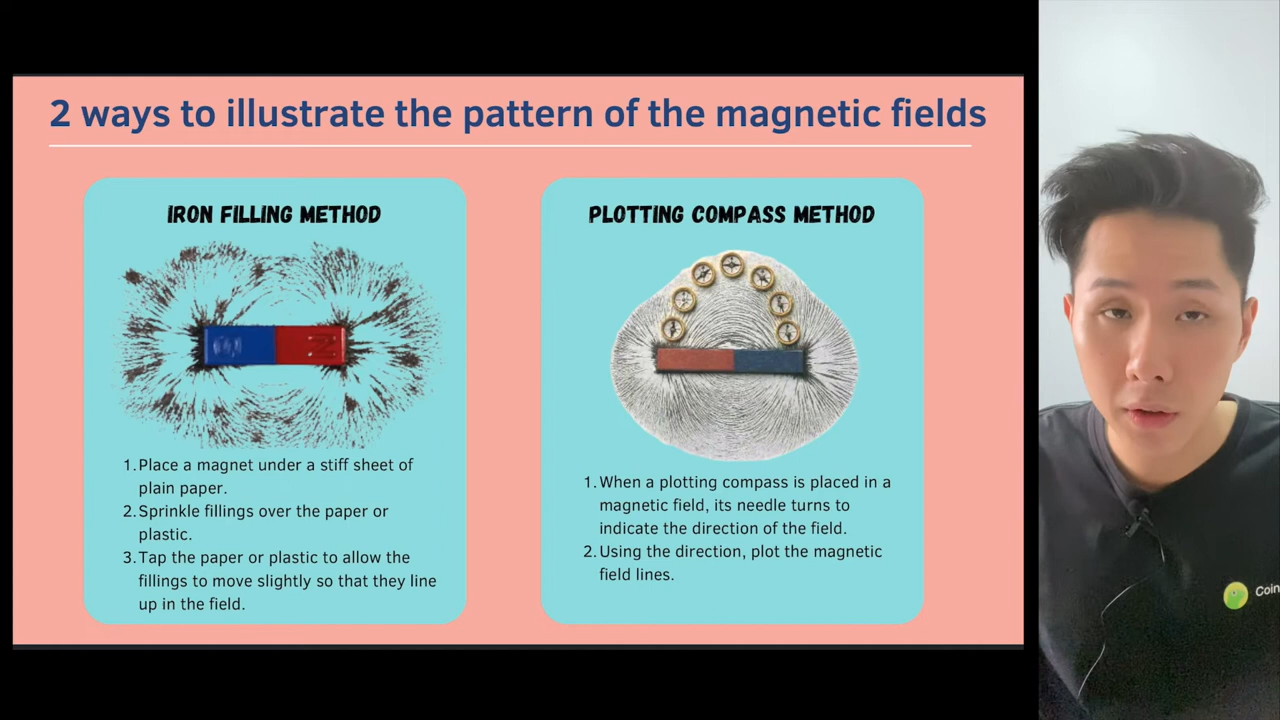 2 ways to illustrate the pattern of the magnetic fields
IRON FILLING METHOD
N
1. Place a magnet under a stiff sheet of
plain paper.
2. Sprinkle fillings over the paper or
plastic.
3. Tap the paper or plastic to allow the
fillings to move slightly so that they line
up in the field.
PLOTTING COMPASS METHOD
1. When a plotting compass is placed in a
magnetic field, its needle turns to
indicate the direction of the field.
2. Using the direction, plot the magnetic
field lines.
Coin